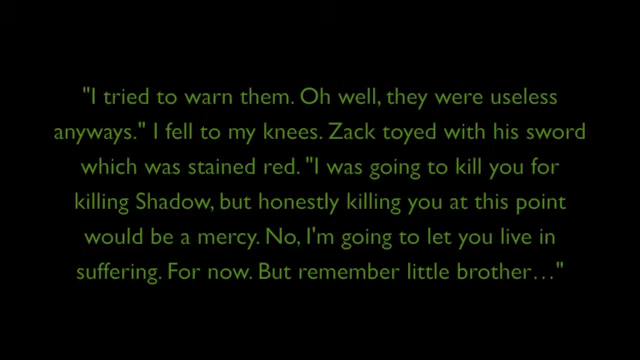 "I tried to warn them. Oh well, they were useless
anyways." I fell to my knees. Zack toyed with his sword
which was stained red. "I was going to kill you for
killing Shadow, but honestly killing you at this point
would be a mercy. No, I'm going to let you live in
suffering. For now. But remember little brother…"